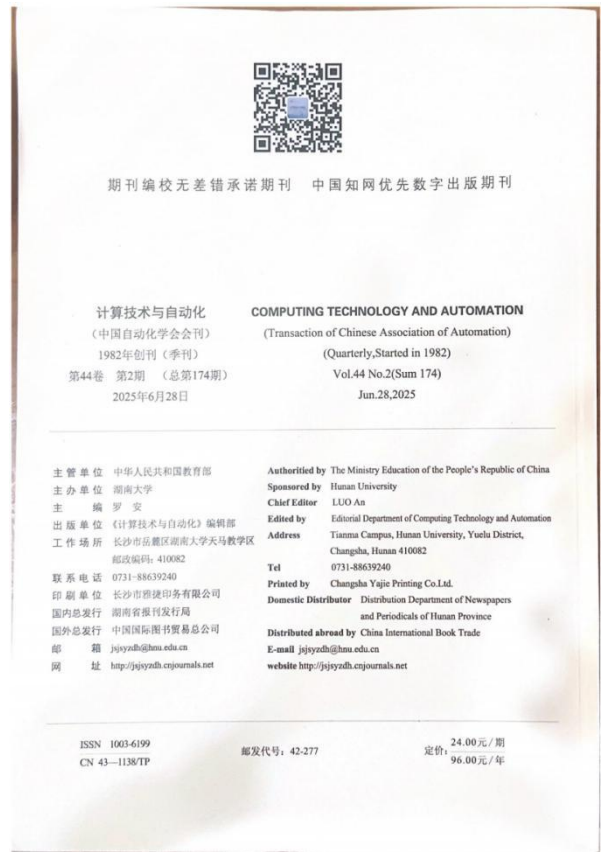 期刊编校无差错承诺期刊 中国知网优先数字出版期刊
计算技术与自动化
（中国自动化学会会刊）
1982年创刊（季刊）
第44卷 第2期 （总第174期）
2025年6月28日
COMPUTING TECHNOLOGY AND AUTOMATION
(Transaction of Chinese Association of Automation)
(Quarterly,Started in 1982)
Vol.44 No.2(Sum 174)
Jun.28,2025
主管单位 中华人民共和国教育部
主办单位 湖南大学
主 编 罗 安
出版单位 《计算技术与自动化》编辑部
工作场所 长沙市岳麓区湖南大学天马教学区
邮政编码：410082
联系电话 0731-88639240
印刷单位 长沙市雅捷印务有限公司
国内总发行 湖南省报刊发行局
国外总发行 中国国际图书贸易总公司
邮 箱 jsjsyzdh@hnu.edu.cn
网 址 http://jsjsyzdh.cnjournals.net
Authoritied by The Ministry Education of the People's Republic of China
Sponsored by Hunan University
Chief Editor LUO An
Edited by Editorial Department of Computing Technology and Automation
Address Tianma Campus, Hunan University, Yuelu District,
Changsha, Hunan 410082
Tel 0731-88639240
Printed by Changsha Yajie Printing Co.Ltd.
Domestic Distributor Distribution Department of Newspapers
and Periodicals of Hunan Province
Distributed abroad by China International Book Trade
E-mail jsjsyzdh@hnu.edu.cn
website http://jsjsyzdh.cnjournals.net
ISSN 1003-6199
CN 43—1138/TP
邮发代号：42-277
定价：
24.00元/期
96.00元/年